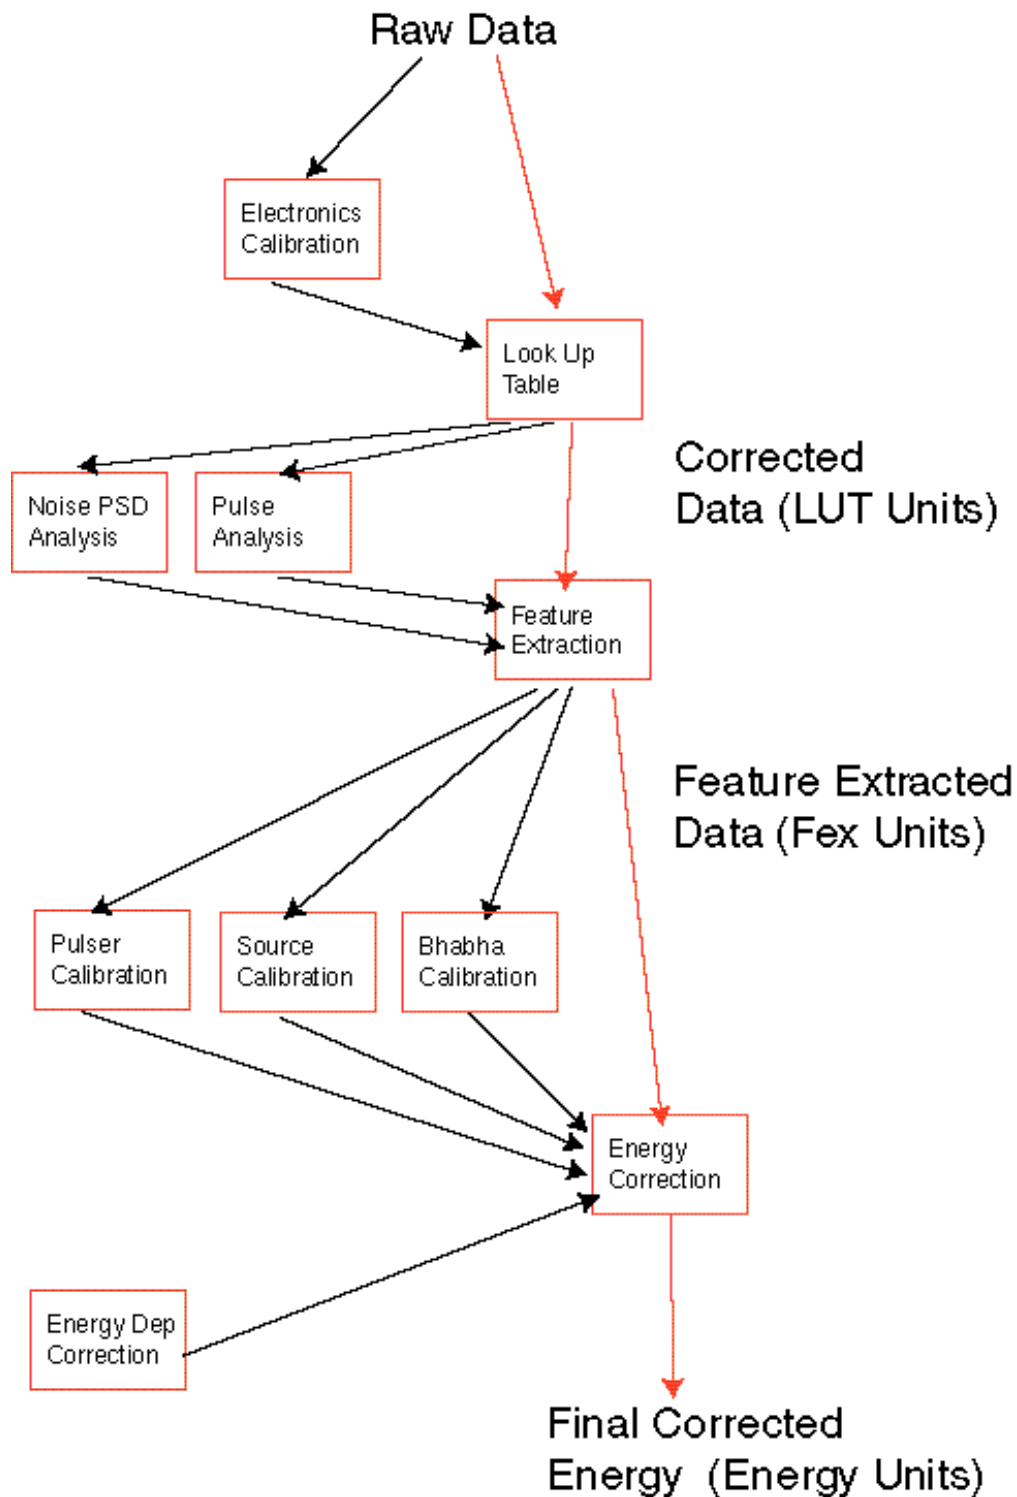 Raw Data
Electronics
Calibration
Look Up
Table
Corrected
Data (LUT Units)
Noise PSD
Analysis
Pulse
Analysis
Feature
Extraction
Feature Extracted
Data (Fex Units)
Pulser
Calibration
Source
Calibration
Bhabha
Calibration
Energy
Correction
Energy Dep
Correction
Final Corrected
Energy (Energy Units)